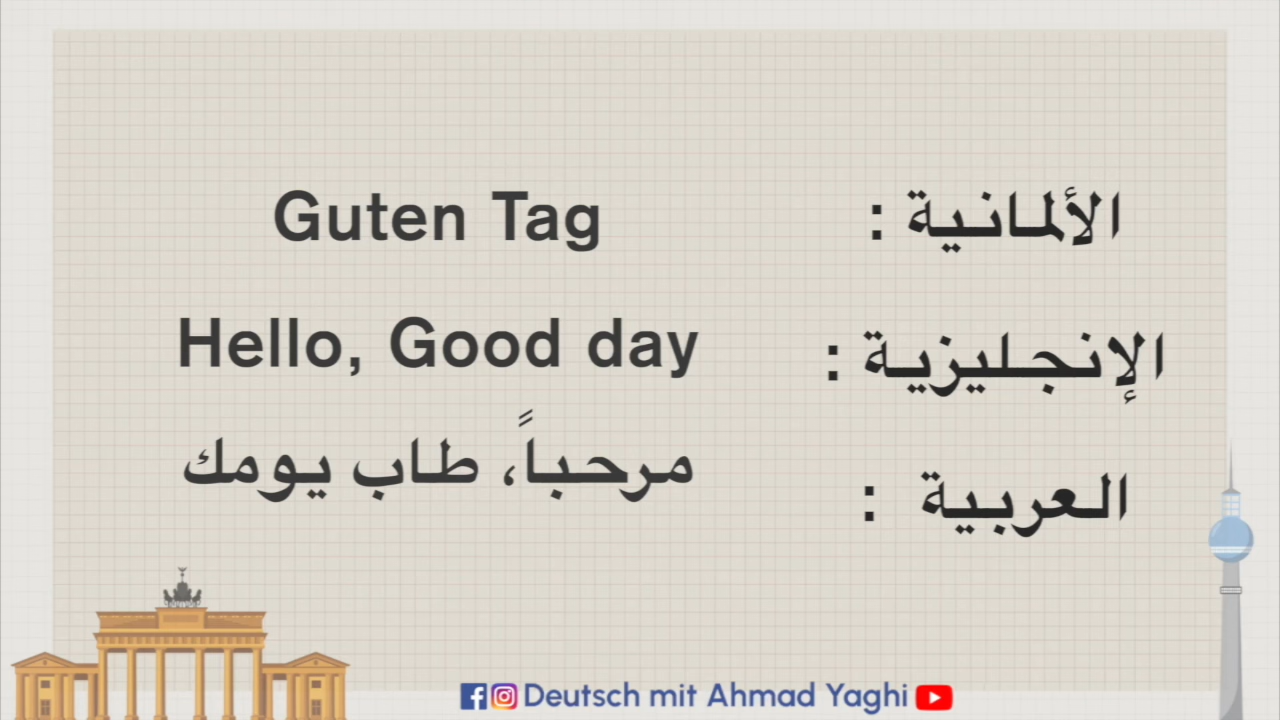 الألمانية : Guten Tag
الإنجليزية : Hello, Good day
العربية : مرحباً، طاب يومك
Deutsch mit Ahmad Yaghi